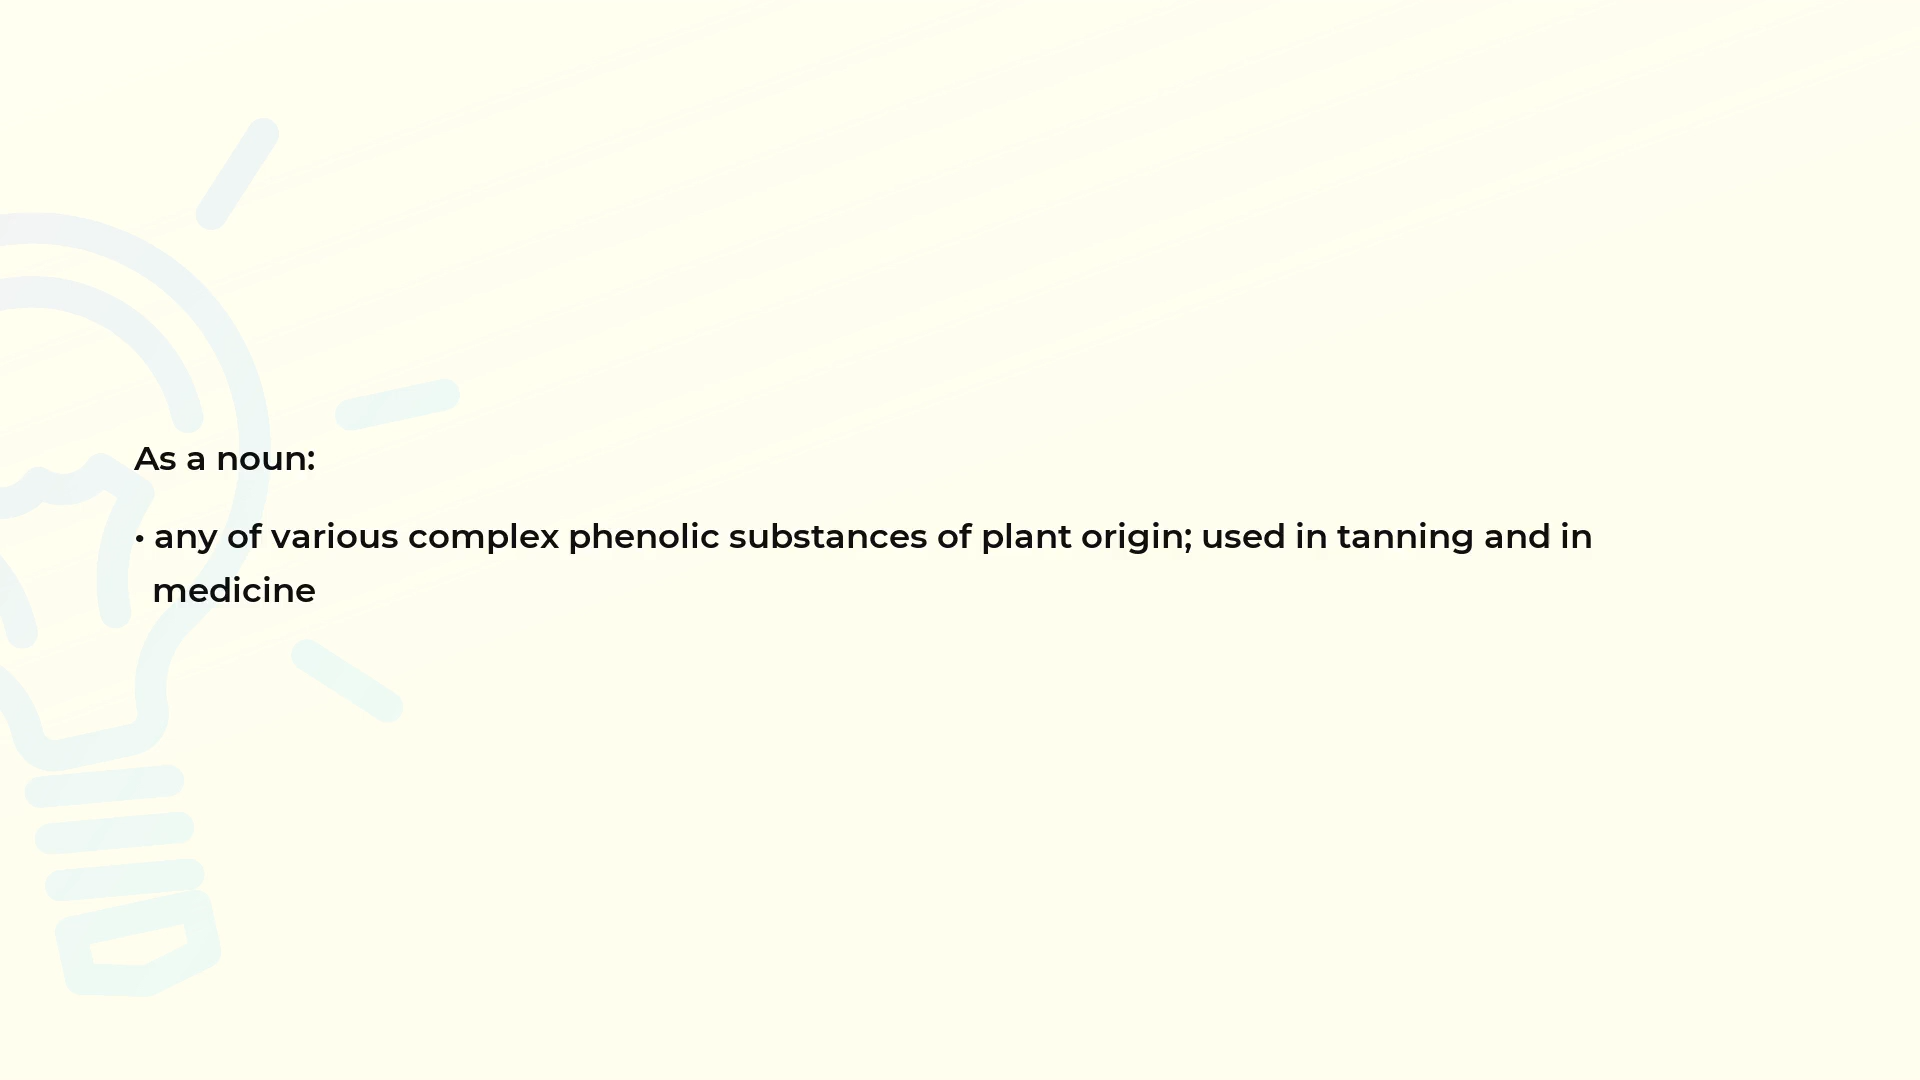 As a noun:
• any of various complex phenolic substances of plant origin; used in tanning and in
medicine